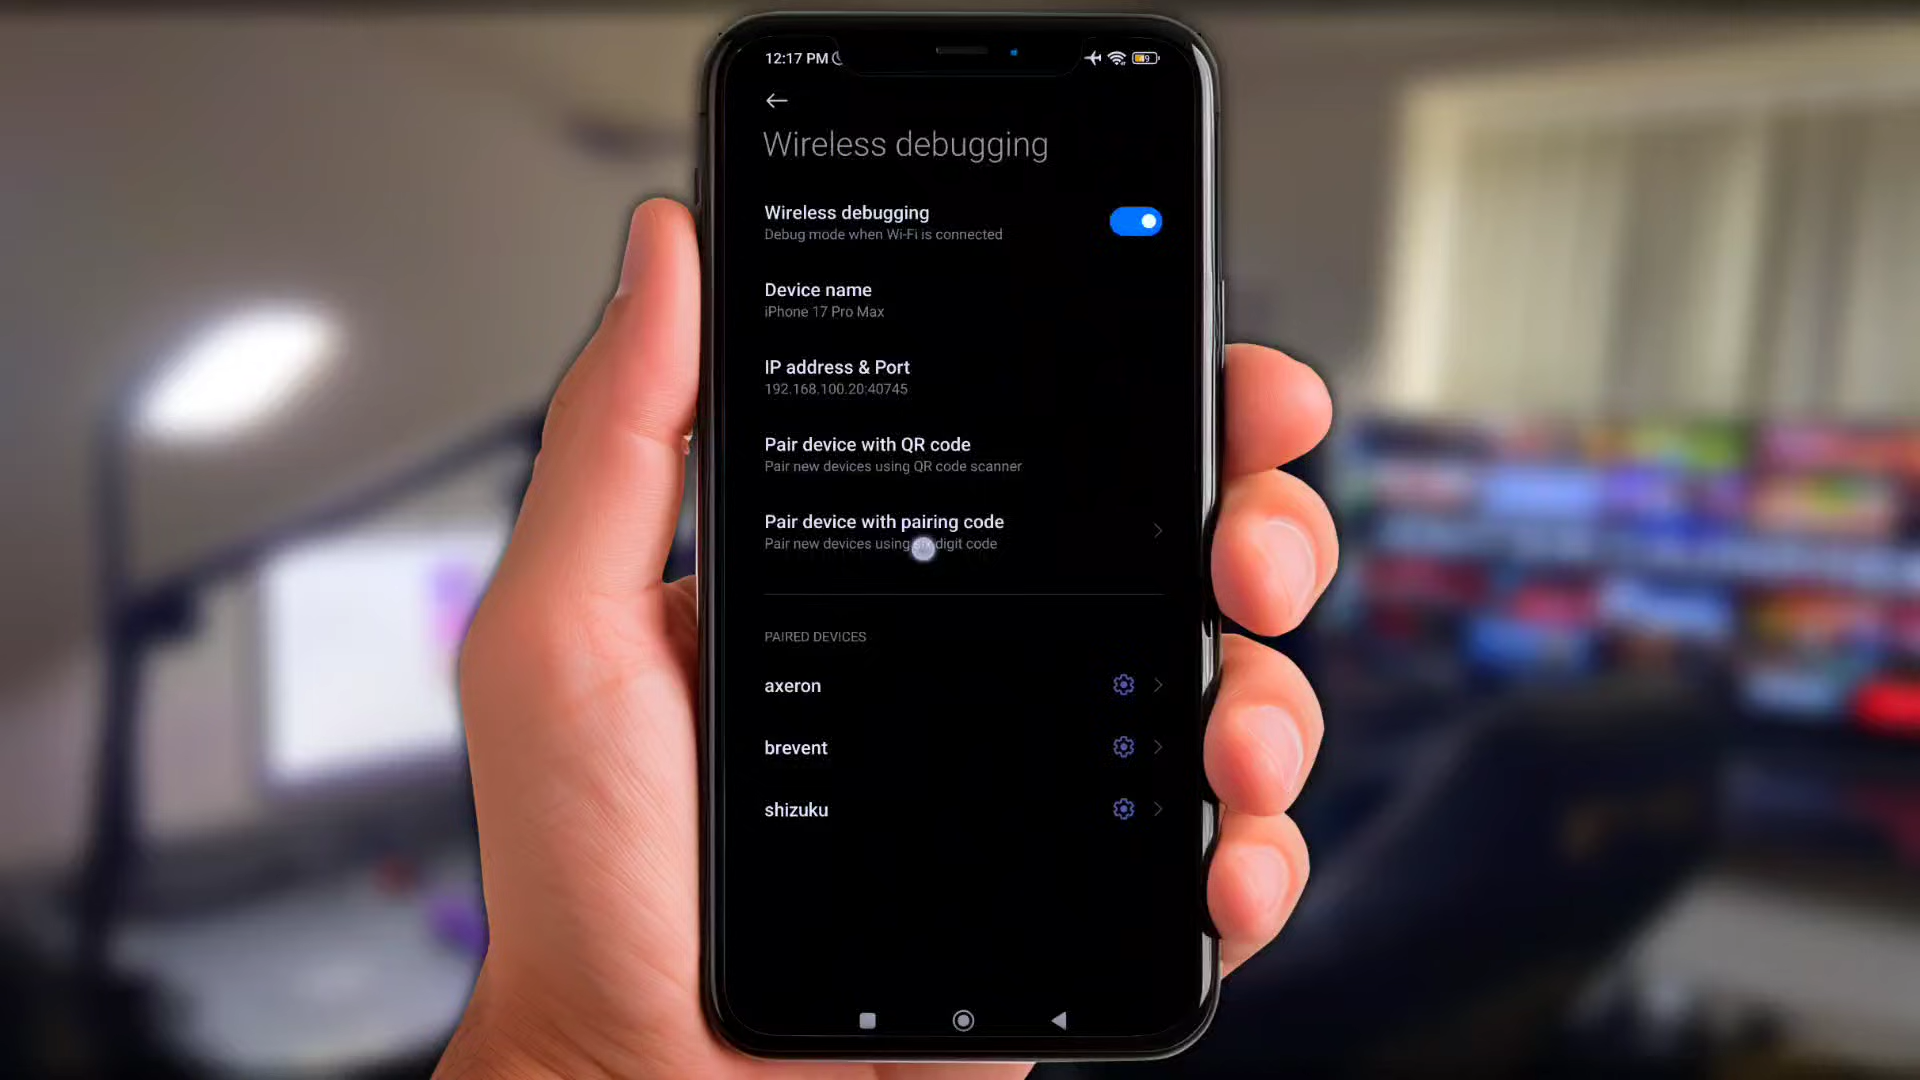 12:17 PM
Wireless debugging
Wireless debugging
Debug mode when Wi-Fi is connected
Device name
iPhone 17 Pro Max
IP address & Port
192.168.100.20:40745
Pair device with QR code
Pair new devices using QR code scanner
Pair device with pairing code
Pair new devices using six digit code
PAIRED DEVICES
axeron
brevent
shizuku